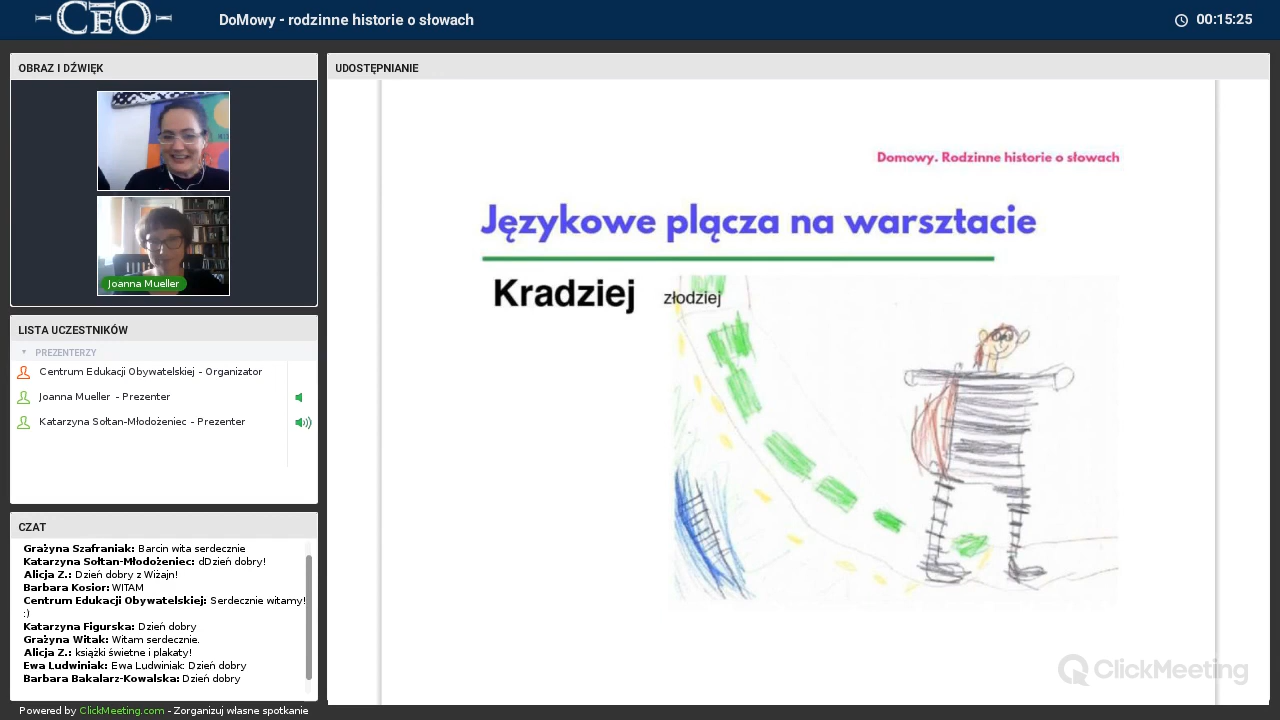 CEO
DoMowy - rodzinne historie o słowach
00:15:25
OBRAZ I DŹWIĘK
Joanna Mueller
LISTA UCZESTNIKÓW
PREZENTERZY
Centrum Edukacji Obywatelskiej - Organizator
Joanna Mueller - Prezenter
Katarzyna Sołtan-Młodożeniec - Prezenter
CZAT
Grażyna Szafraniak: Barcin wita serdecznie
Katarzyna Sołtan-Młodożeniec: dDzień dobry!
Alicja Z.: Dzień dobry z Wizajn!
Barbara Kosior: WITAM
Centrum Edukacji Obywatelskiej: Serdecznie witamy!
:)
Katarzyna Figurska: Dzień dobry
Grażyna Witak: Witam serdecznie.
Alicja Z.: książki świetne i plakaty!
Ewa Ludwiniak: Ewa Ludwiniak: Dzień dobry
Barbara Bakalarz-Kowalska: Dzień dobry
Powered by ClickMeeting.com - Zorganizuj własne spotkanie
UDOSTĘPNIANIE
Domowy. Rodzinne historie o słowach
Językowe plącza na warsztacie
Kradziej złodziej
ClickMeeting